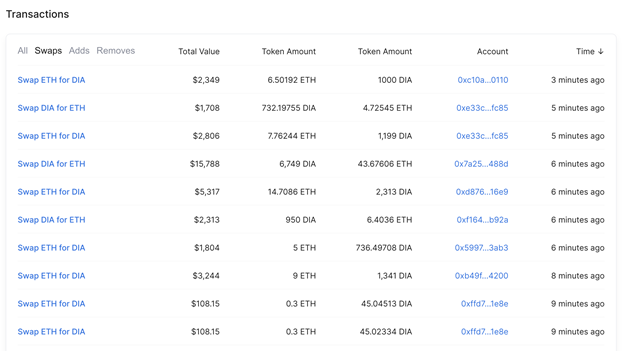 Transactions
All Swaps Adds Removes Total Value Token Amount Token Amount Account Time ↓
Swap ETH for DIA $2,349 6.50192 ETH 1000 DIA 0xc10a...0110 3 minutes ago
Swap DIA for ETH $1,708 732.19755 DIA 4.72545 ETH 0xe33c...fc85 5 minutes ago
Swap ETH for DIA $2,806 7.76244 ETH 1,199 DIA 0xe33c...fc85 5 minutes ago
Swap DIA for ETH $15,788 6,749 DIA 43.67606 ETH 0x7a25...488d 6 minutes ago
Swap ETH for DIA $5,317 14.7086 ETH 2,313 DIA 0xd876...16e9 6 minutes ago
Swap DIA for ETH $2,313 950 DIA 6.4036 ETH 0xf164...b92a 6 minutes ago
Swap ETH for DIA $1,804 5 ETH 736.49708 DIA 0x5997...3ab3 6 minutes ago
Swap ETH for DIA $3,244 9 ETH 1,341 DIA 0xb49f...4200 8 minutes ago
Swap ETH for DIA $108.15 0.3 ETH 45.04513 DIA 0xffd7...1e8e 9 minutes ago
Swap ETH for DIA $108.15 0.3 ETH 45.02334 DIA 0xffd7...1e8e 9 minutes ago